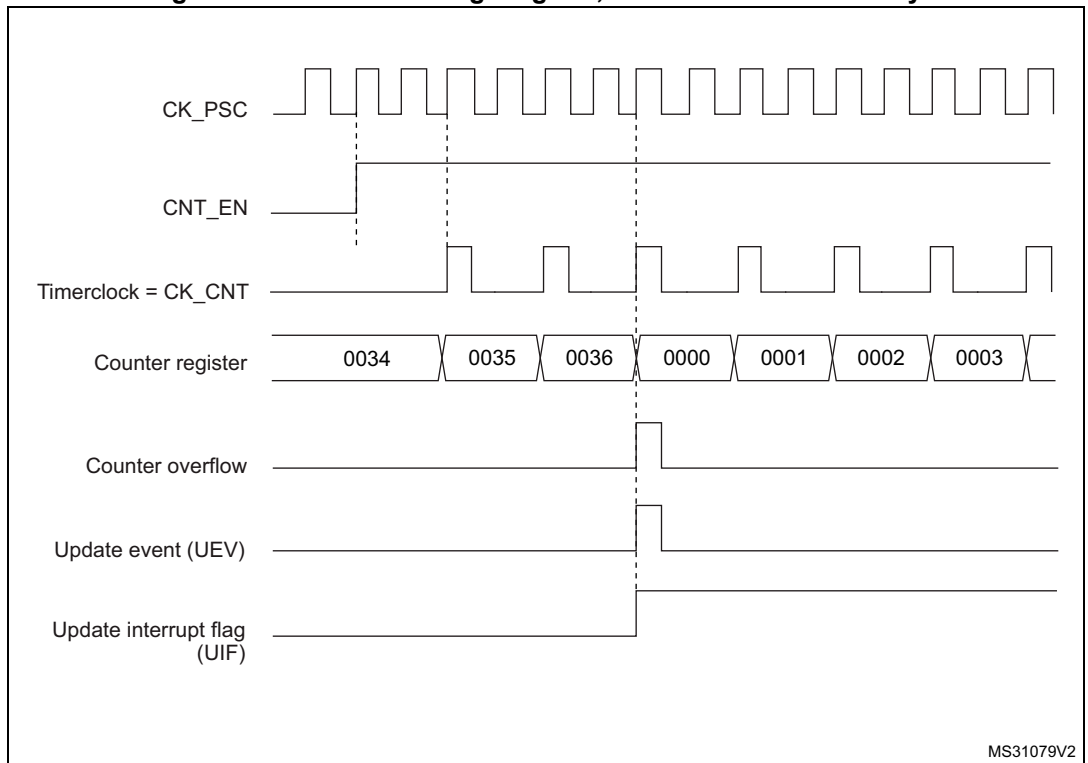 CK_PSC
CNT_EN
Timerclock = CK_CNT
Counter register
0034 0035 0036 0000 0001 0002 0003
Counter overflow
Update event (UEV)
Update interrupt flag
(UIF)
MS31079V2